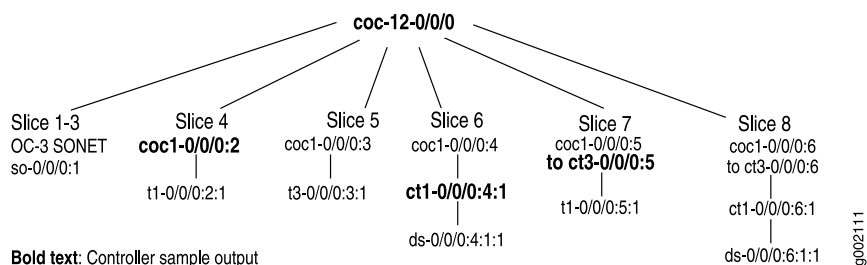 coc-12-0/0/0
Slice 1-3
OC-3 SONET
so-0/0/0:1
Slice 4
coc1-0/0/0:2
t1-0/0/0:2:1
Slice 5
coc1-0/0/0:3
t3-0/0/0:3:1
Slice 6
coc1-0/0/0:4
ct1-0/0/0:4:1
ds-0/0/0:4:1:1
Slice 7
coc1-0/0/0:5
to ct3-0/0/0:5
t1-0/0/0:5:1
Slice 8
coc1-0/0/0:6
to ct3-0/0/0:6
ct1-0/0/0:6:1
ds-0/0/0:6:1:1
Bold text: Controller sample output
g002111